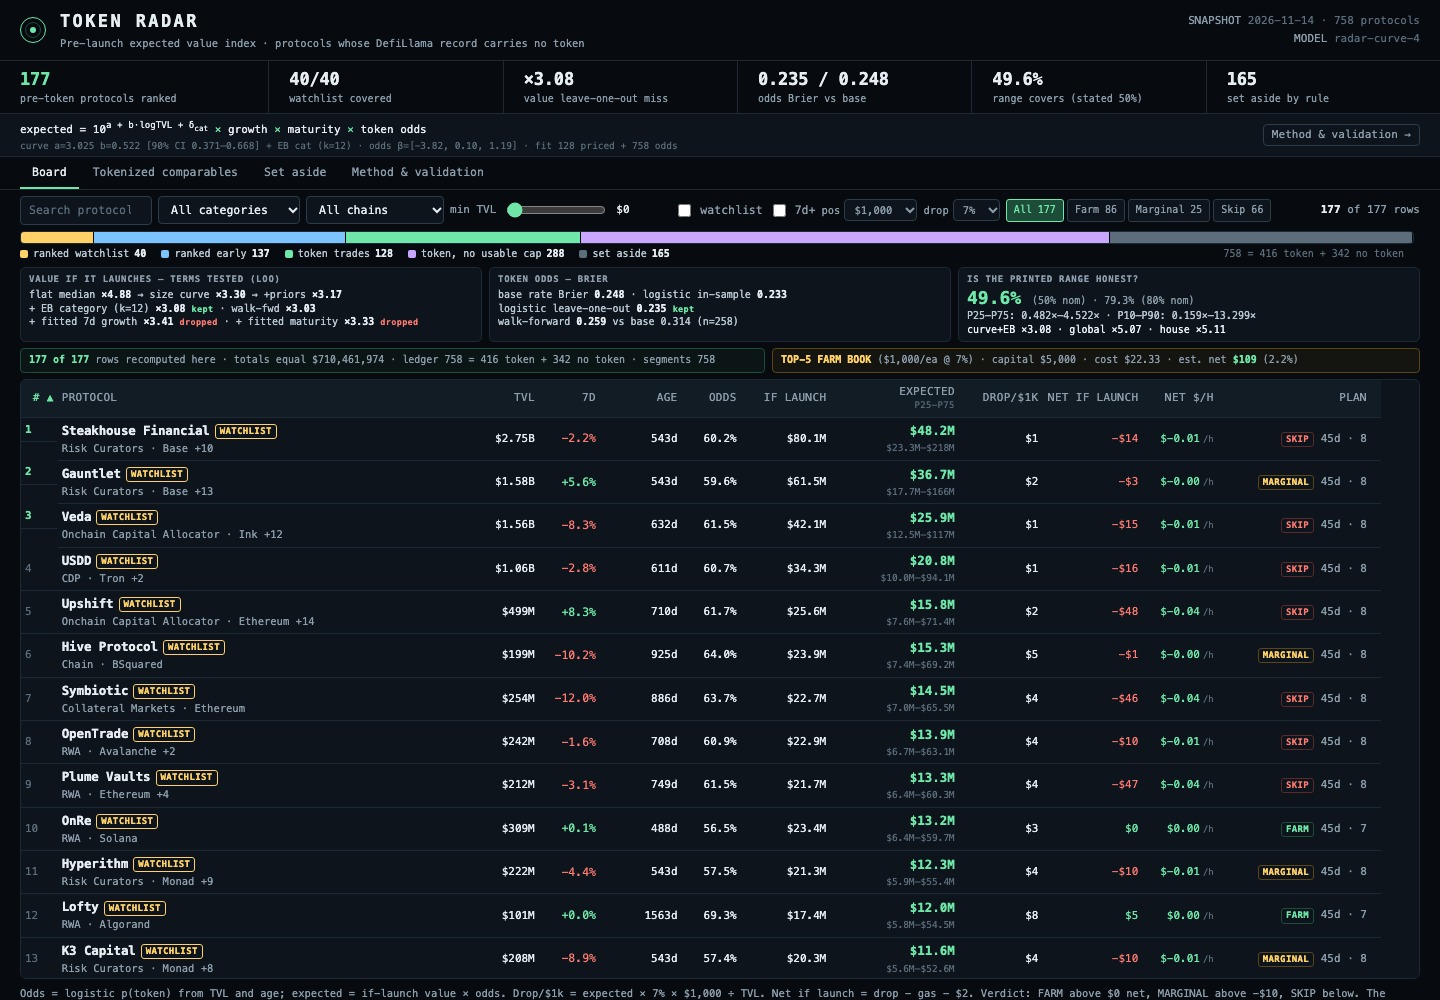 TOKEN RADAR
Pre-launch expected value index · protocols whose DefiLlama record carries no token
SNAPSHOT 2026-11-14 · 758 protocols
MODEL radar-curve-4
177
pre-token protocols ranked
40/40
watchlist covered
×3.08
value leave-one-out miss
0.235 / 0.248
odds Brier vs base
49.6%
range covers (stated 50%)
165
set aside by rule
expected = 10^a + b·logTVL + δcat × growth × maturity × token odds
curve a=3.025 b=0.522 [90% CI 0.371–0.668] + EB cat (k=12) · odds β=[-3.82, 0.10, 1.19] · fit 128 priced + 758 odds
Method & validation →
Board Tokenized comparables Set aside Method & validation
Search protocol All categories All chains min TVL $0 watchlist 7d+ pos $1,000 drop 7% All 177 Farm 86 Marginal 25 Skip 66 177 of 177 rows
ranked watchlist 40 ranked early 137 token trades 128 token, no usable cap 288 set aside 165 758 = 416 token + 342 no token
VALUE IF IT LAUNCHES — TERMS TESTED (LOO)
flat median ×4.88 → size curve ×3.30 → +priors ×3.17
+ EB category (k=12) ×3.08 kept · walk-fwd ×3.03
+ fitted 7d growth ×3.41 dropped · + fitted maturity ×3.33 dropped
TOKEN ODDS — BRIER
base rate Brier 0.248 · logistic in-sample 0.233
logistic leave-one-out 0.235 kept
walk-forward 0.259 vs base 0.314 (n=258)
IS THE PRINTED RANGE HONEST?
49.6% (50% nom) · 79.3% (80% nom)
P25–P75: 0.482×–4.522× · P10–P90: 0.159×–13.299×
curve+EB ×3.08 · global ×5.07 · house ×5.11
177 of 177 rows recomputed here · totals equal $710,461,974 · ledger 758 = 416 token + 342 no token · segments 758
TOP-5 FARM BOOK ($1,000/ea @ 7%) · capital $5,000 · cost $22.33 · est. net $109 (2.2%)
# ▲ PROTOCOL TVL 7D AGE ODDS IF LAUNCH EXPECTED P25–P75 DROP/$1K NET IF LAUNCH NET $/H PLAN
1 Steakhouse Financial WATCHLIST $2.75B −2.2% 543d 60.2% $80.1M $48.2M $1 −$14 $−0.01 /h SKIP 45d · 8
Risk Curators · Base +10 $23.3M–$218M
2 Gauntlet WATCHLIST $1.58B +5.6% 543d 59.6% $61.5M $36.7M $2 −$3 $−0.00 /h MARGINAL 45d · 8
Risk Curators · Base +13 $17.7M–$166M
3 Veda WATCHLIST $1.56B −8.3% 632d 61.5% $42.1M $25.9M $1 −$15 $−0.01 /h SKIP 45d · 8
Onchain Capital Allocator · Ink +12 $12.5M–$117M
4 USDD WATCHLIST $1.06B −2.8% 611d 60.7% $34.3M $20.8M $1 −$16 $−0.01 /h SKIP 45d · 8
CDP · Tron +2 $10.0M–$94.1M
5 Upshift WATCHLIST $499M +8.3% 710d 61.7% $25.6M $15.8M $2 −$48 $−0.04 /h SKIP 45d · 8
Onchain Capital Allocator · Ethereum +14 $7.6M–$71.4M
6 Hive Protocol WATCHLIST $199M −10.2% 925d 64.0% $23.9M $15.3M $5 −$1 $−0.00 /h MARGINAL 45d · 8
Chain · BSquared $7.4M–$69.2M
7 Symbiotic WATCHLIST $254M −12.0% 886d 63.7% $22.7M $14.5M $4 −$46 $−0.04 /h SKIP 45d · 8
Collateral Markets · Ethereum $7.0M–$65.5M
8 OpenTrade WATCHLIST $242M −1.6% 708d 60.9% $22.9M $13.9M $4 −$10 $−0.01 /h SKIP 45d · 8
RWA · Avalanche +2 $6.7M–$63.1M
9 Plume Vaults WATCHLIST $212M −3.1% 749d 61.5% $21.7M $13.3M $4 −$47 $−0.04 /h SKIP 45d · 8
RWA · Ethereum +4 $6.4M–$60.3M
10 OnRe WATCHLIST $309M +0.1% 488d 56.5% $23.4M $13.2M $3 $0 $0.00 /h FARM 45d · 7
RWA · Solana $6.4M–$59.7M
11 Hyperithm WATCHLIST $222M −4.4% 543d 57.5% $21.3M $12.3M $4 −$10 $−0.01 /h MARGINAL 45d · 8
Risk Curators · Monad +9 $5.9M–$55.4M
12 Lofty WATCHLIST $101M +0.0% 1563d 69.3% $17.4M $12.0M $8 $5 $0.00 /h FARM 45d · 7
RWA · Algorand $5.8M–$54.5M
13 K3 Capital WATCHLIST $208M −8.9% 543d 57.4% $20.3M $11.6M $4 −$10 $−0.01 /h MARGINAL 45d · 8
Risk Curators · Monad +8 $5.6M–$52.6M
Odds = logistic p(token) from TVL and age; expected = if-launch value × odds. Drop/$1k = expected × 7% × $1,000 ÷ TVL. Net if launch = drop − gas − $2. Verdict: FARM above $0 net, MARGINAL above −$10, SKIP below. The